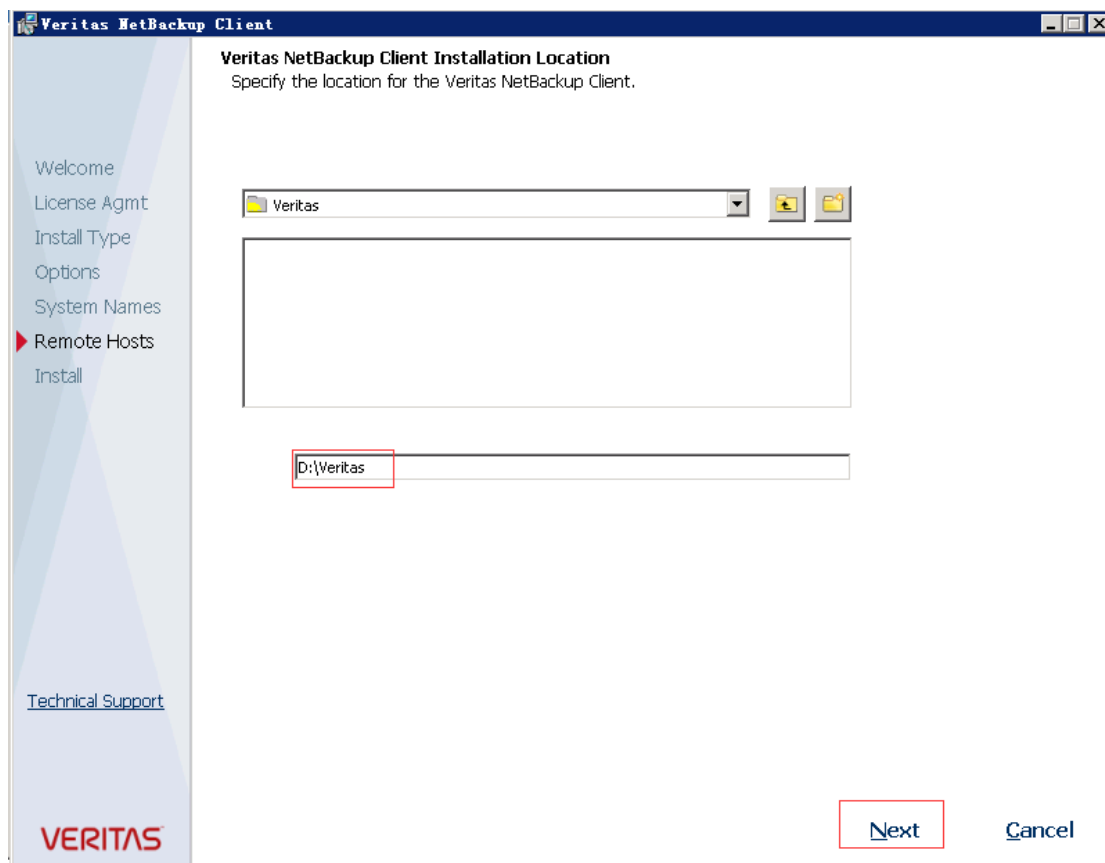 Veritas NetBackup Client
Veritas NetBackup Client Installation Location
Specify the location for the Veritas NetBackup Client.
Welcome
License Agmt
Install Type
Options
System Names
Remote Hosts
Install
Veritas
D:\Veritas
Technical Support
VERITAS
Next
Cancel